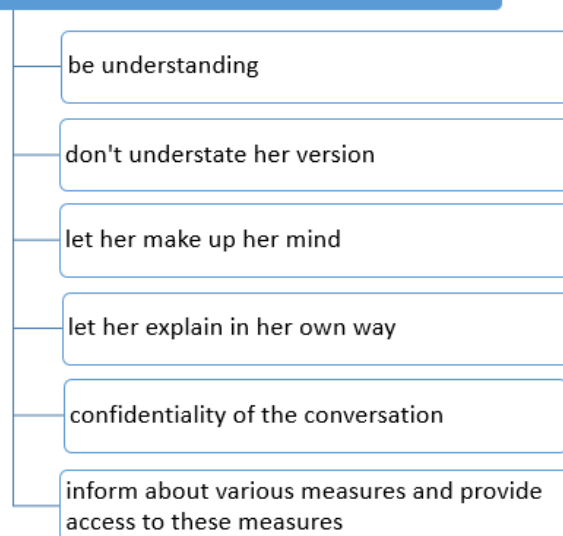 be understanding
don't understate her version
let her make up her mind
let her explain in her own way
confidentiality of the conversation
inform about various measures and provide
access to these measures